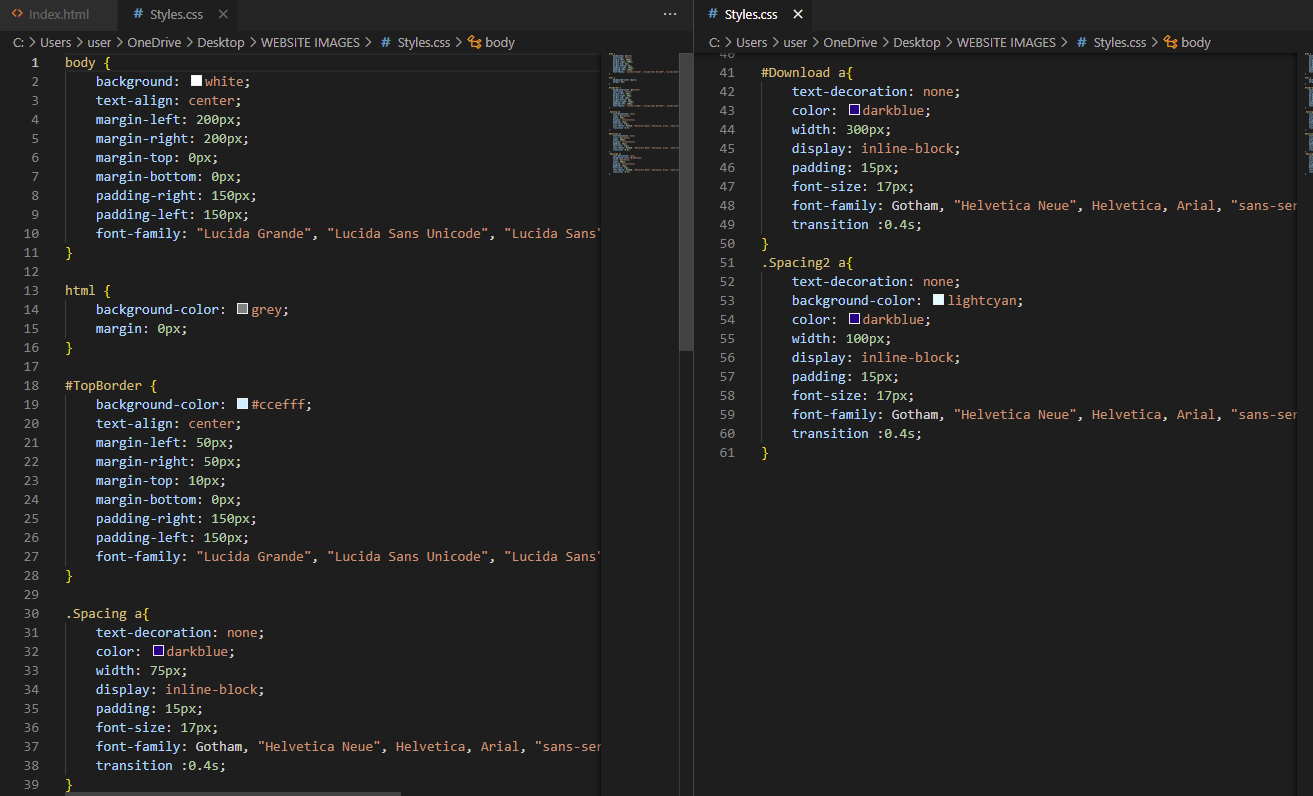 Index.html
# Styles.css ×
...
C: > Users > user > OneDrive > Desktop > WEBSITE IMAGES > # Styles.css > body
1 body {
2 background: white;
3 text-align: center;
4 margin-left: 200px;
5 margin-right: 200px;
6 margin-top: 0px;
7 margin-bottom: 0px;
8 padding-right: 150px;
9 padding-left: 150px;
10 font-family: "Lucida Grande", "Lucida Sans Unicode", "Lucida Sans"
11 }
12
13 html {
14 background-color: grey;
15 margin: 0px;
16 }
17
18 #TopBorder {
19 background-color: #ccefff;
20 text-align: center;
21 margin-left: 50px;
22 margin-right: 50px;
23 margin-top: 10px;
24 margin-bottom: 0px;
25 padding-right: 150px;
26 padding-left: 150px;
27 font-family: "Lucida Grande", "Lucida Sans Unicode", "Lucida Sans"
28 }
29
30 .Spacing a{
31 text-decoration: none;
32 color: darkblue;
33 width: 75px;
34 display: inline-block;
35 padding: 15px;
36 font-size: 17px;
37 font-family: Gotham, "Helvetica Neue", Helvetica, Arial, "sans-ser
38 transition :0.4s;
39 }
# Styles.css ×
C: > Users > user > OneDrive > Desktop > WEBSITE IMAGES > # Styles.css > body
40
41 #Download a{
42 text-decoration: none;
43 color: darkblue;
44 width: 300px;
45 display: inline-block;
46 padding: 15px;
47 font-size: 17px;
48 font-family: Gotham, "Helvetica Neue", Helvetica, Arial, "sans-ser
49 transition :0.4s;
50 }
51 .Spacing2 a{
52 text-decoration: none;
53 background-color: lightcyan;
54 color: darkblue;
55 width: 100px;
56 display: inline-block;
57 padding: 15px;
58 font-size: 17px;
59 font-family: Gotham, "Helvetica Neue", Helvetica, Arial, "sans-ser
60 transition :0.4s;
61 }